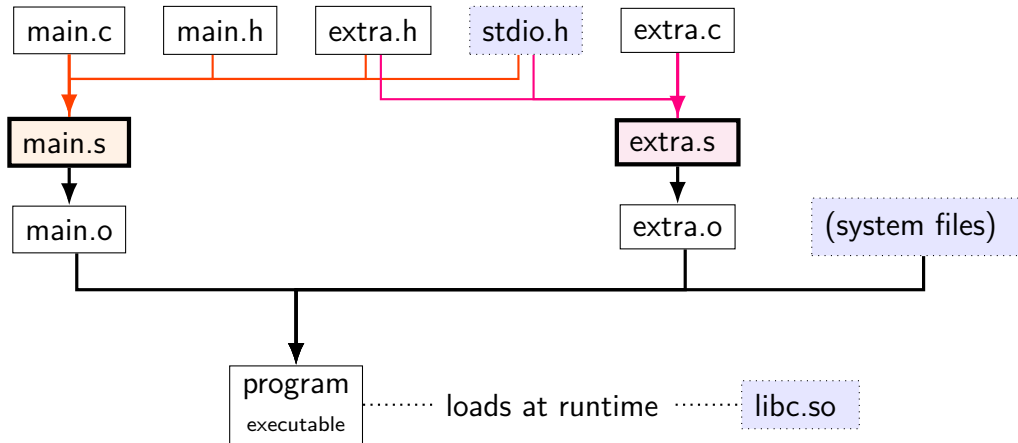 main.c
main.h
extra.h
stdio.h
extra.c
main.s
extra.s
main.o
extra.o
(system files)
program
executable
loads at runtime
libc.so